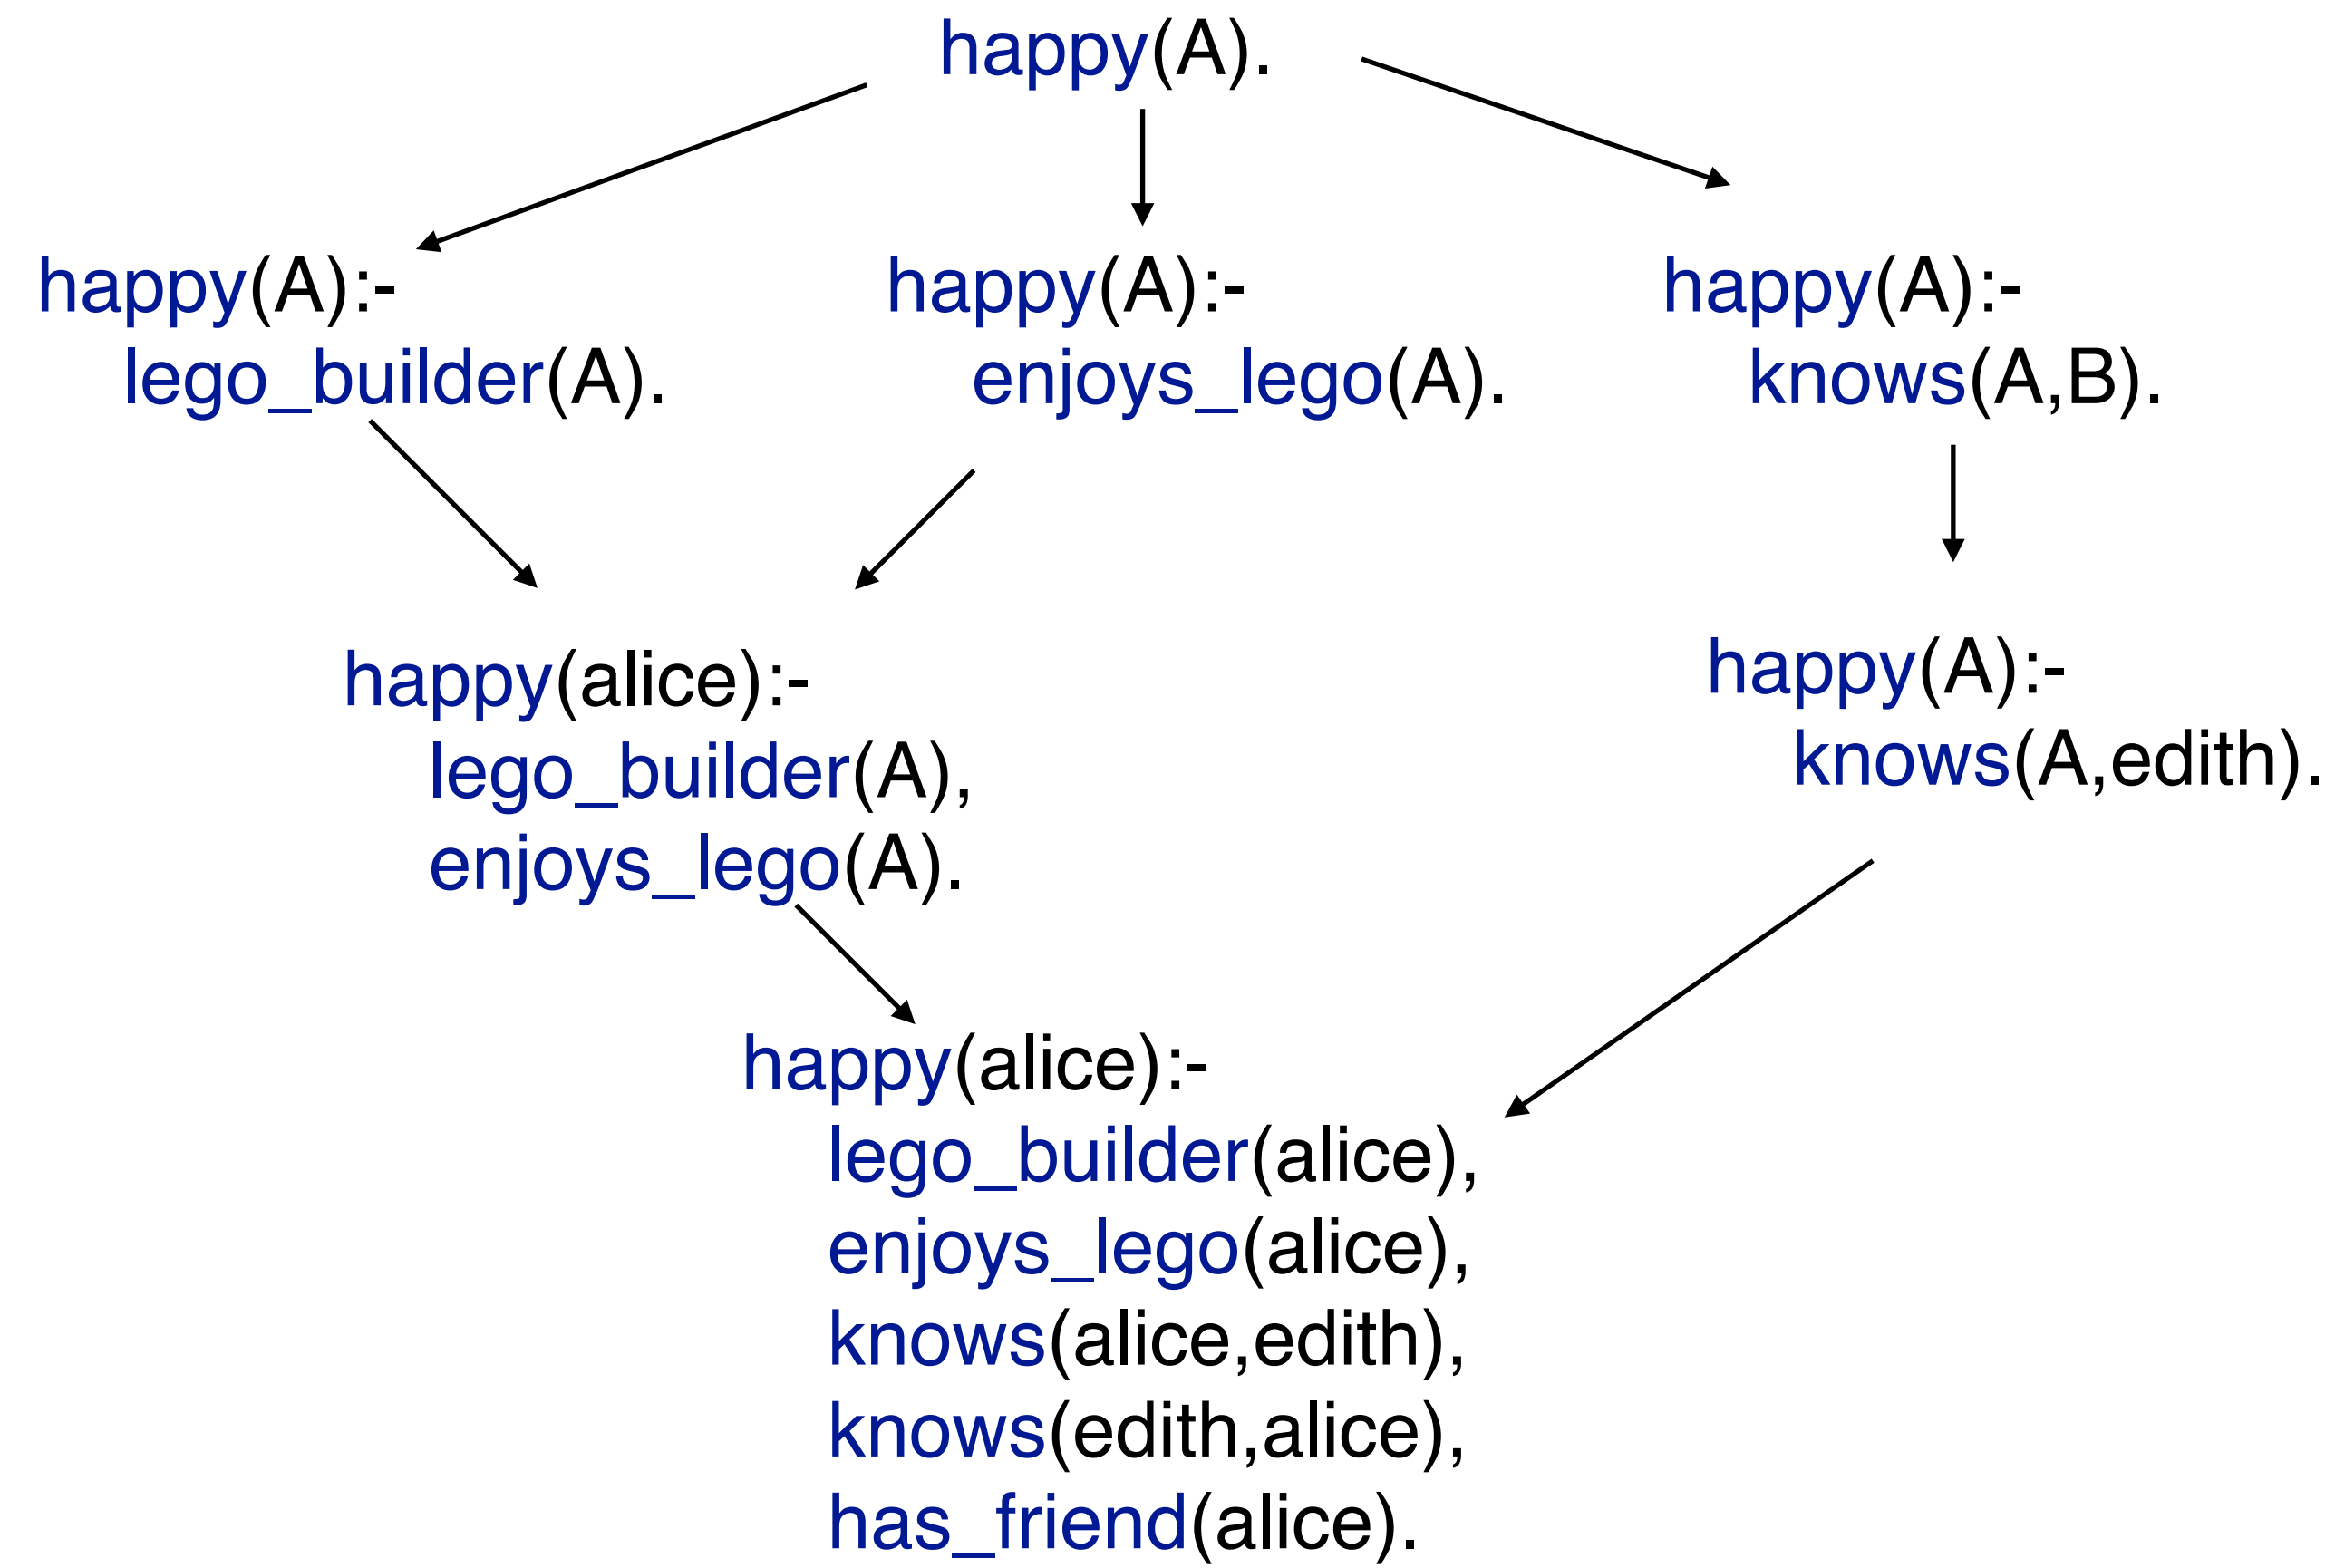 happy(A).
happy(A):-
lego_builder(A).
happy(A):-
enjoys_lego(A).
happy(A):-
knows(A,B).
happy(alice):-
lego_builder(A),
enjoys_lego(A).
happy(A):-
knows(A,edith).
happy(alice):-
lego_builder(alice),
enjoys_lego(alice),
knows(alice,edith),
knows(edith,alice),
has_friend(alice).